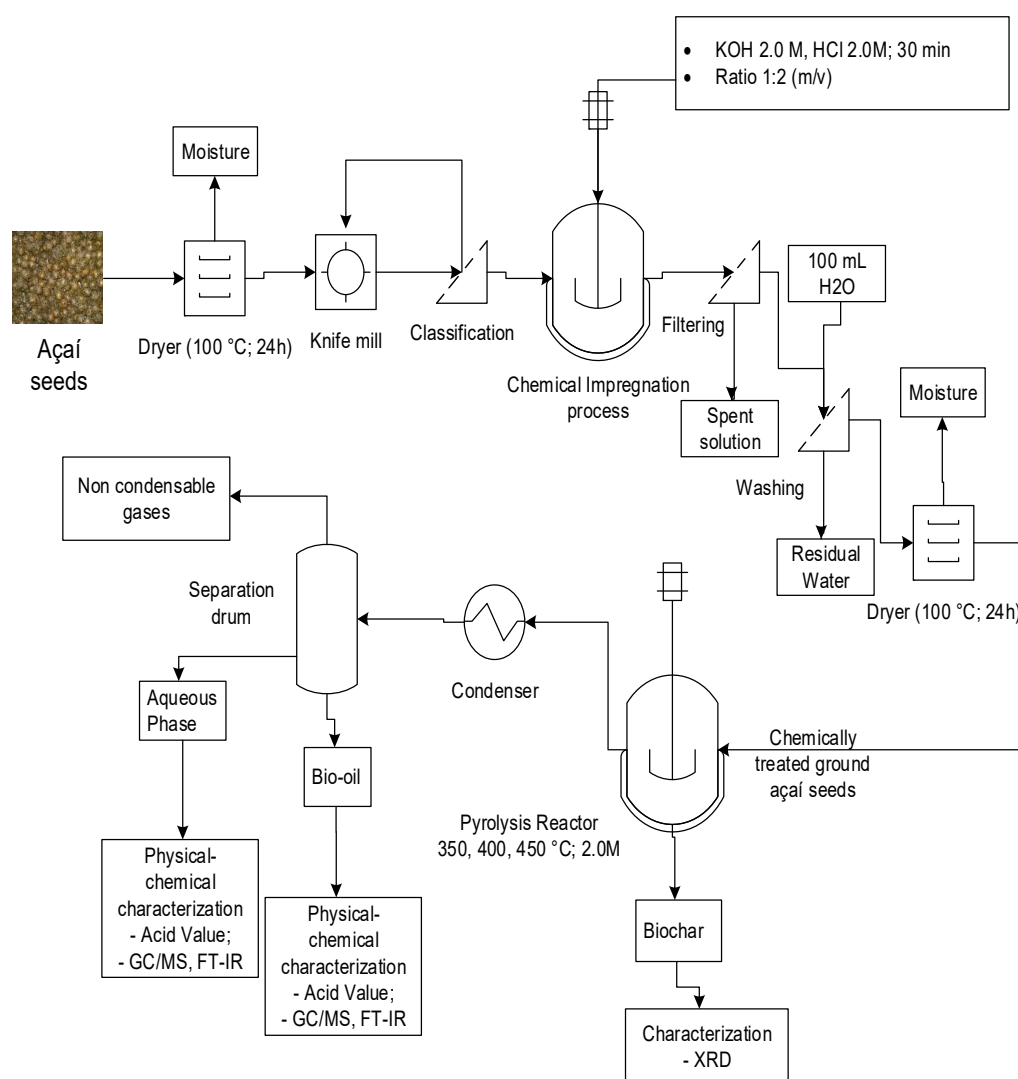 • KOH 2.0 M, HCl 2.0M; 30 min
• Ratio 1:2 (m/v)
Moisture
Açaí
seeds
Dryer (100 °C; 24h)
Knife mill
Classification
Chemical Impregnation
process
Filtering
100 mL
H2O
Spent
solution
Washing
Moisture
Residual
Water
Dryer (100 °C; 24h)
Non condensable
gases
Separation
drum
Condenser
Aqueous
Phase
Bio-oil
Chemically
treated ground
açaí seeds
Pyrolysis Reactor
350, 400, 450 °C; 2.0M
Physical-
chemical
characterization
- Acid Value;
- GC/MS, FT-IR
Physical-
chemical
characterization
- Acid Value;
- GC/MS, FT-IR
Biochar
Characterization
- XRD